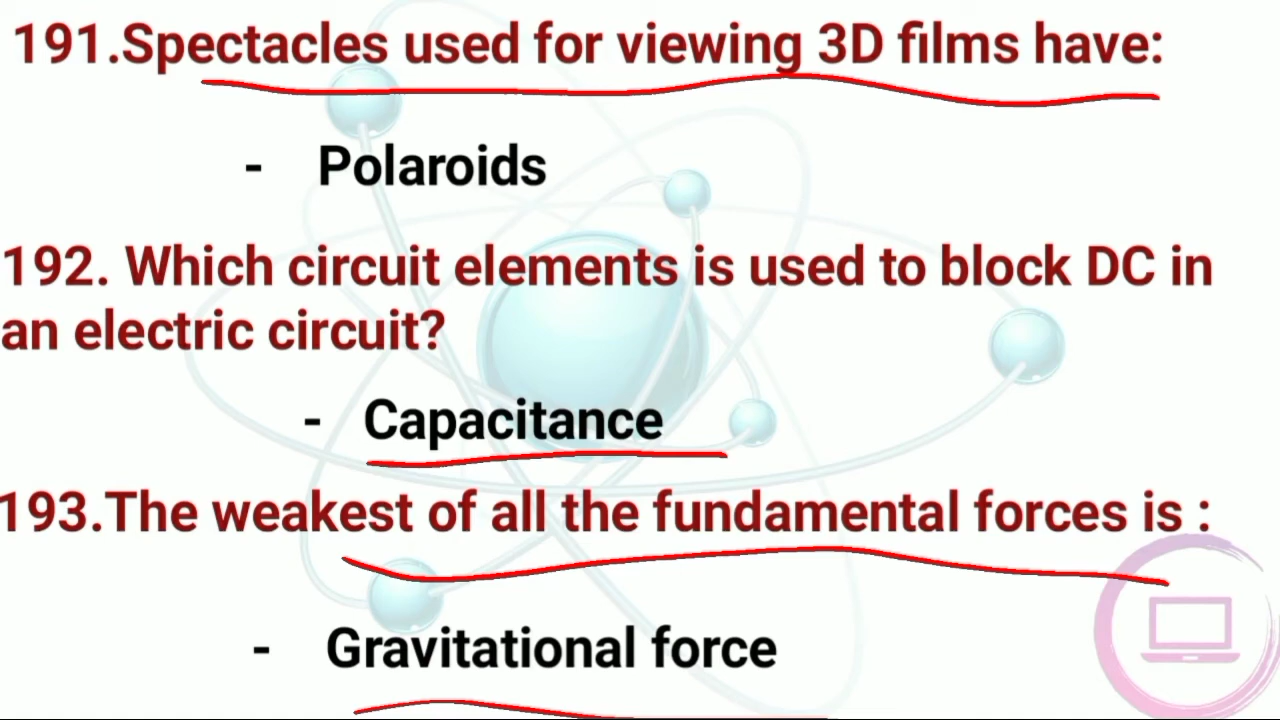 191.Spectacles used for viewing 3D films have:
- Polaroids
192. Which circuit elements is used to block DC in
an electric circuit?
- Capacitance
193.The weakest of all the fundamental forces is :
- Gravitational force